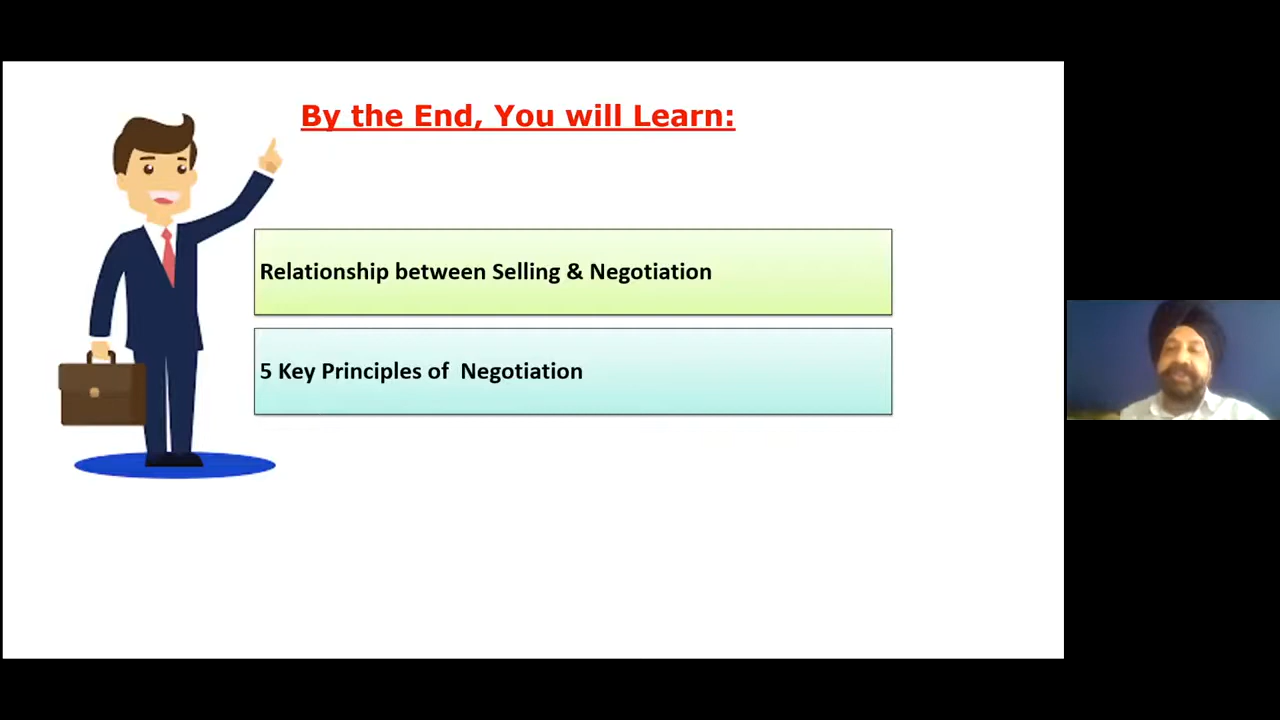 By the End, You will Learn:
Relationship between Selling & Negotiation
5 Key Principles of  Negotiation